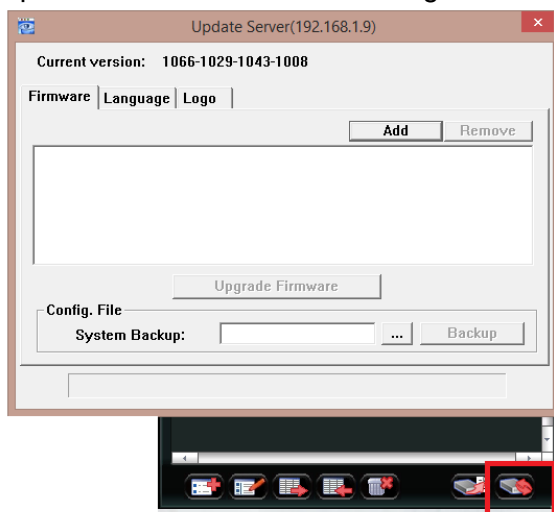 Update Server(192.168.1.9)
Current version: 1066-1029-1043-1008
Firmware Language Logo
Add Remove
Upgrade Firmware
Config. File
System Backup: ... Backup